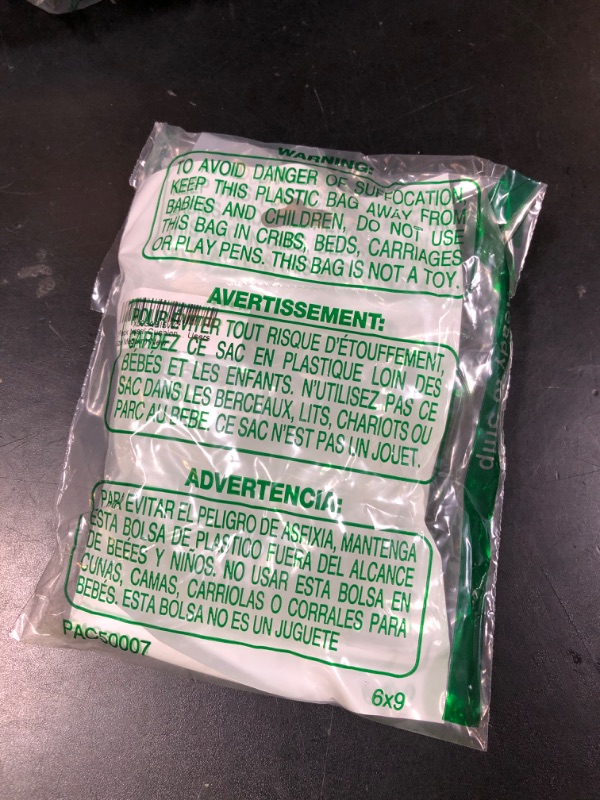 WARNING:
TO AVOID DANGER OF SUFFOCATION,
KEEP THIS PLASTIC BAG AWAY FROM
BABIES AND CHILDREN, DO NOT USE
THIS BAG IN CRIBS, BEDS, CARRIAGES
OR PLAY PENS. THIS BAG IS NOT A TOY.
AVERTISSEMENT:
POUR EVITER TOUT RISQUE D'ÉTOUFFEMENT,
GARDEZ CE SAC EN PLASTIQUE LOIN DES
BÉBÉS ET LES ENFANTS. N'UTILISEZ PAS CE
SAC DANS LES BERCEAUX, LITS, CHARIOTS OU
PARC AU BEBE. CE SAC N'EST PAS UN JOUET.
ADVERTENCIA:
PARA EVITAR EL PELIGRO DE ASFIXIA, MANTENGA
ESTA BOLSA DE PLASTICO FUERA DEL ALCANCE
DE BEEES Y NIÑOS. NO USAR ESTA BOLSA EN
CUNAS, CAMAS, CARRIOLAS O CORRALES PARA
BEBÉS, ESTA BOLSA NO ES UN JUGUETE
PAC50007
6x9